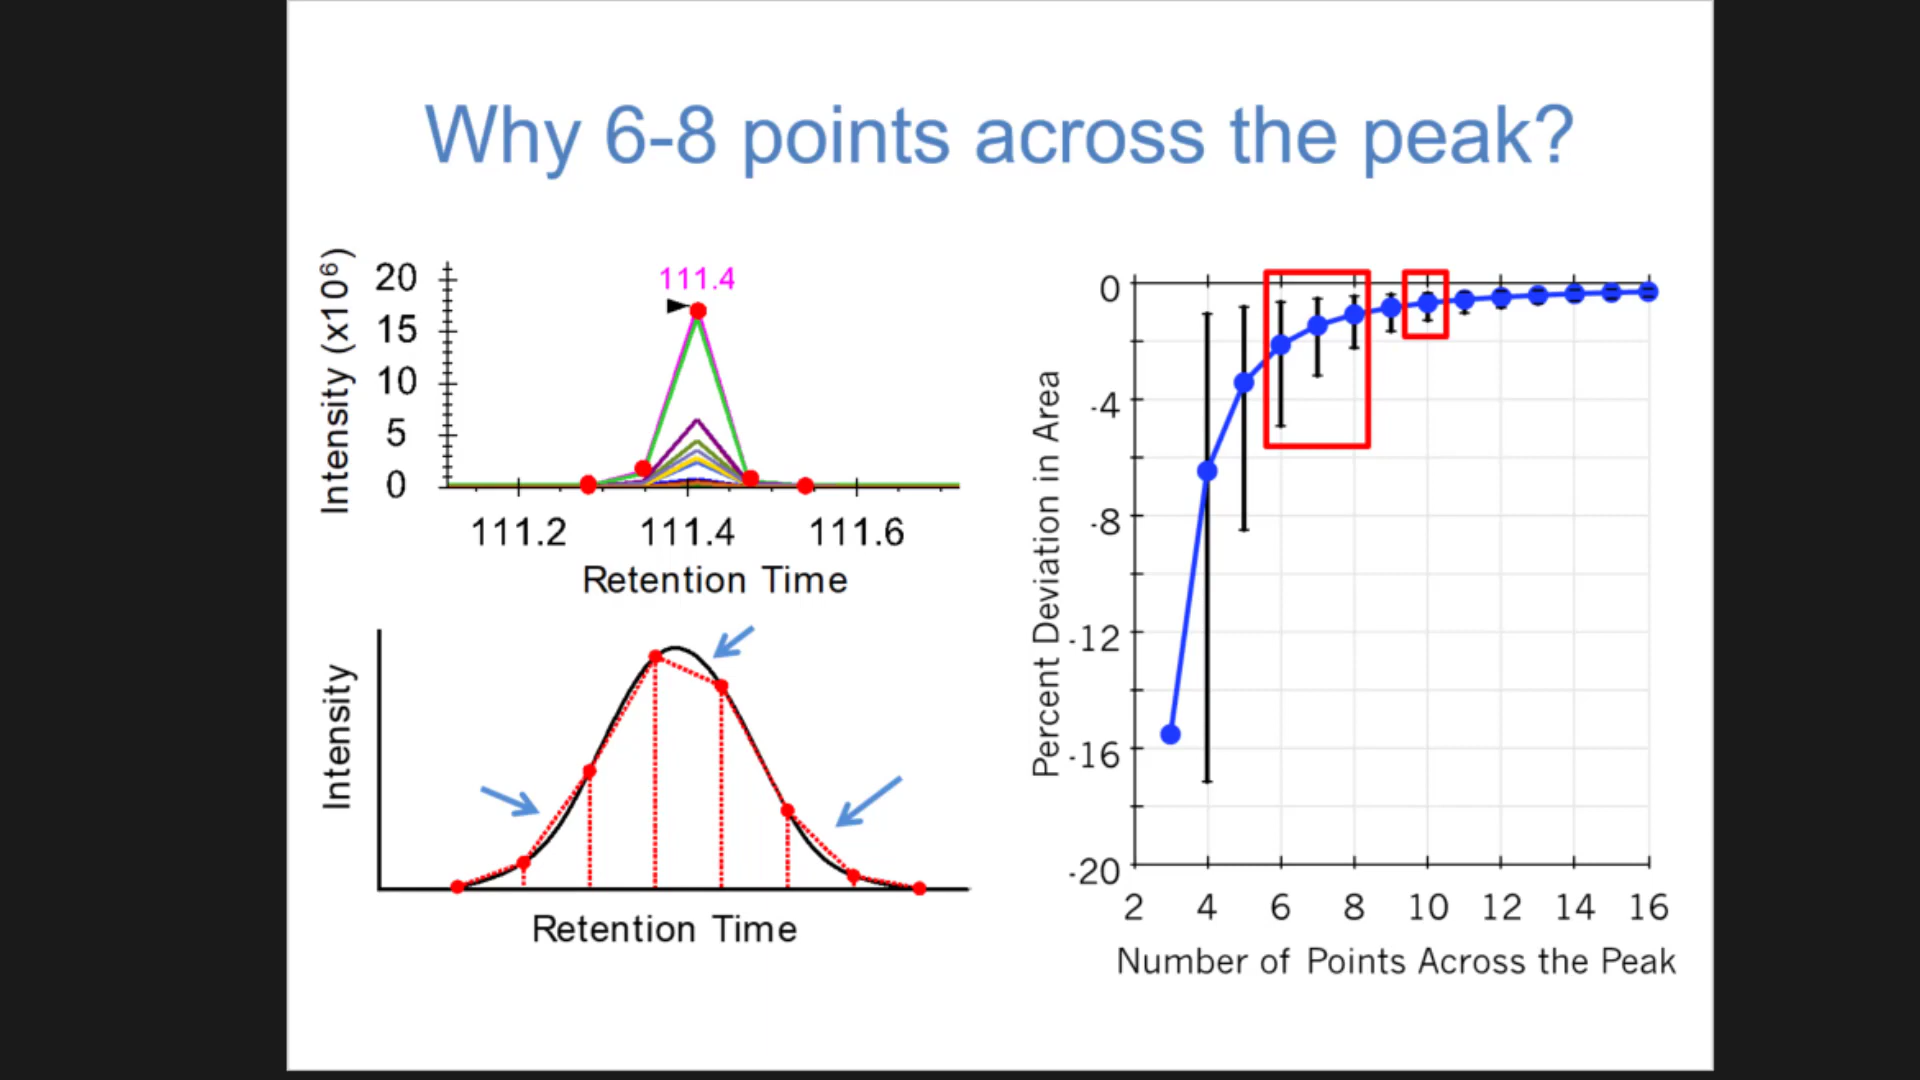 Why 6-8 points across the peak?
Intensity (x10⁶)
20
15
10
5
0
111.4
111.2 111.4 111.6
Retention Time
Intensity
Retention Time
Percent Deviation in Area
0
-4
-8
-12
-16
-20
2 4 6 8 10 12 14 16
Number of Points Across the Peak